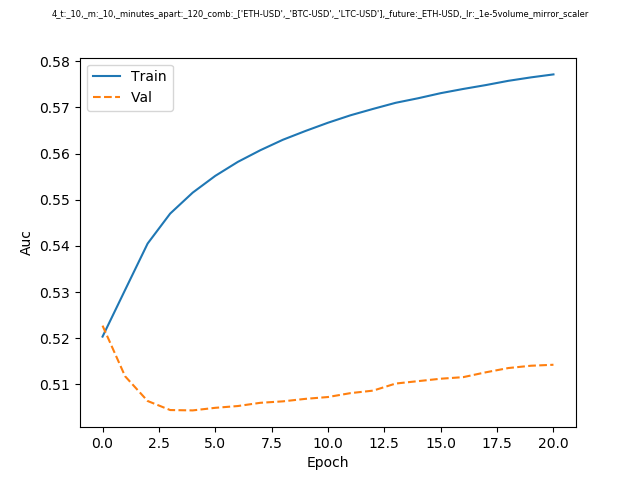 4_t:_10,_m:_10,_minutes_apart:_120_comb:_['ETH-USD',_'BTC-USD',_'LTC-USD'],_future:_ETH-USD,_lr:_1e-5volume_mirror_scaler
Train
Val
0.58
0.57
0.56
0.55
0.54
0.53
0.52
0.51
Auc
0.0 2.5 5.0 7.5 10.0 12.5 15.0 17.5 20.0
Epoch